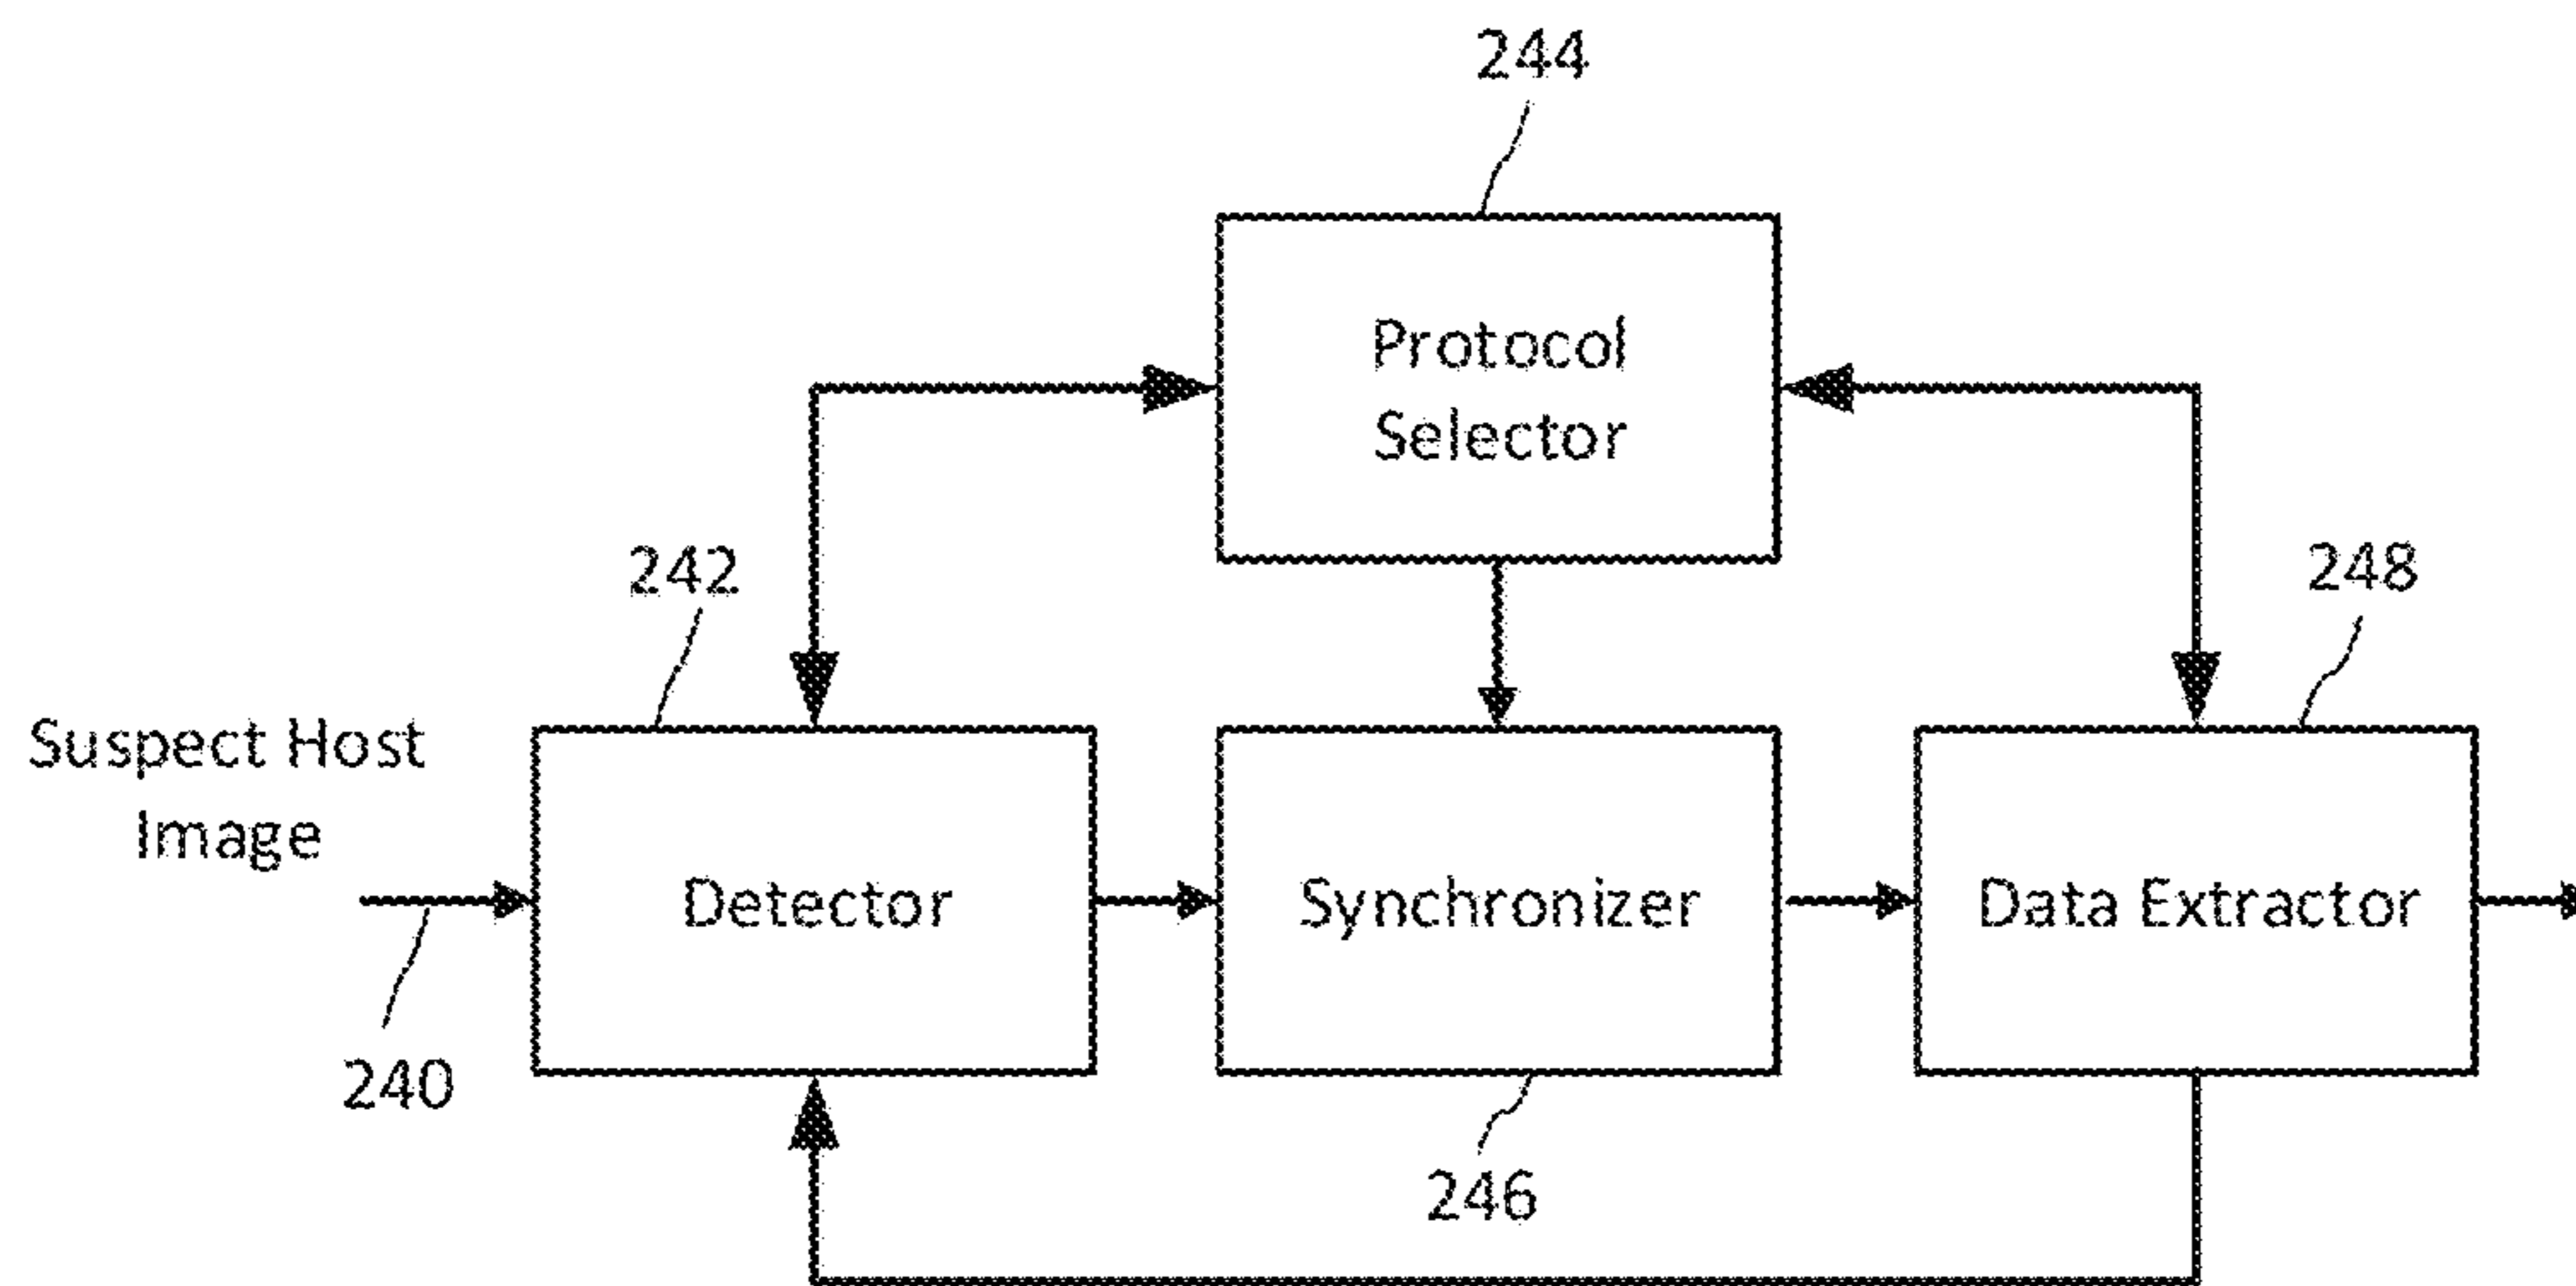 244
Protocol
Selector
242
248
Suspect Host
Image
Detector
Synchronizer
Data Extractor
240
246